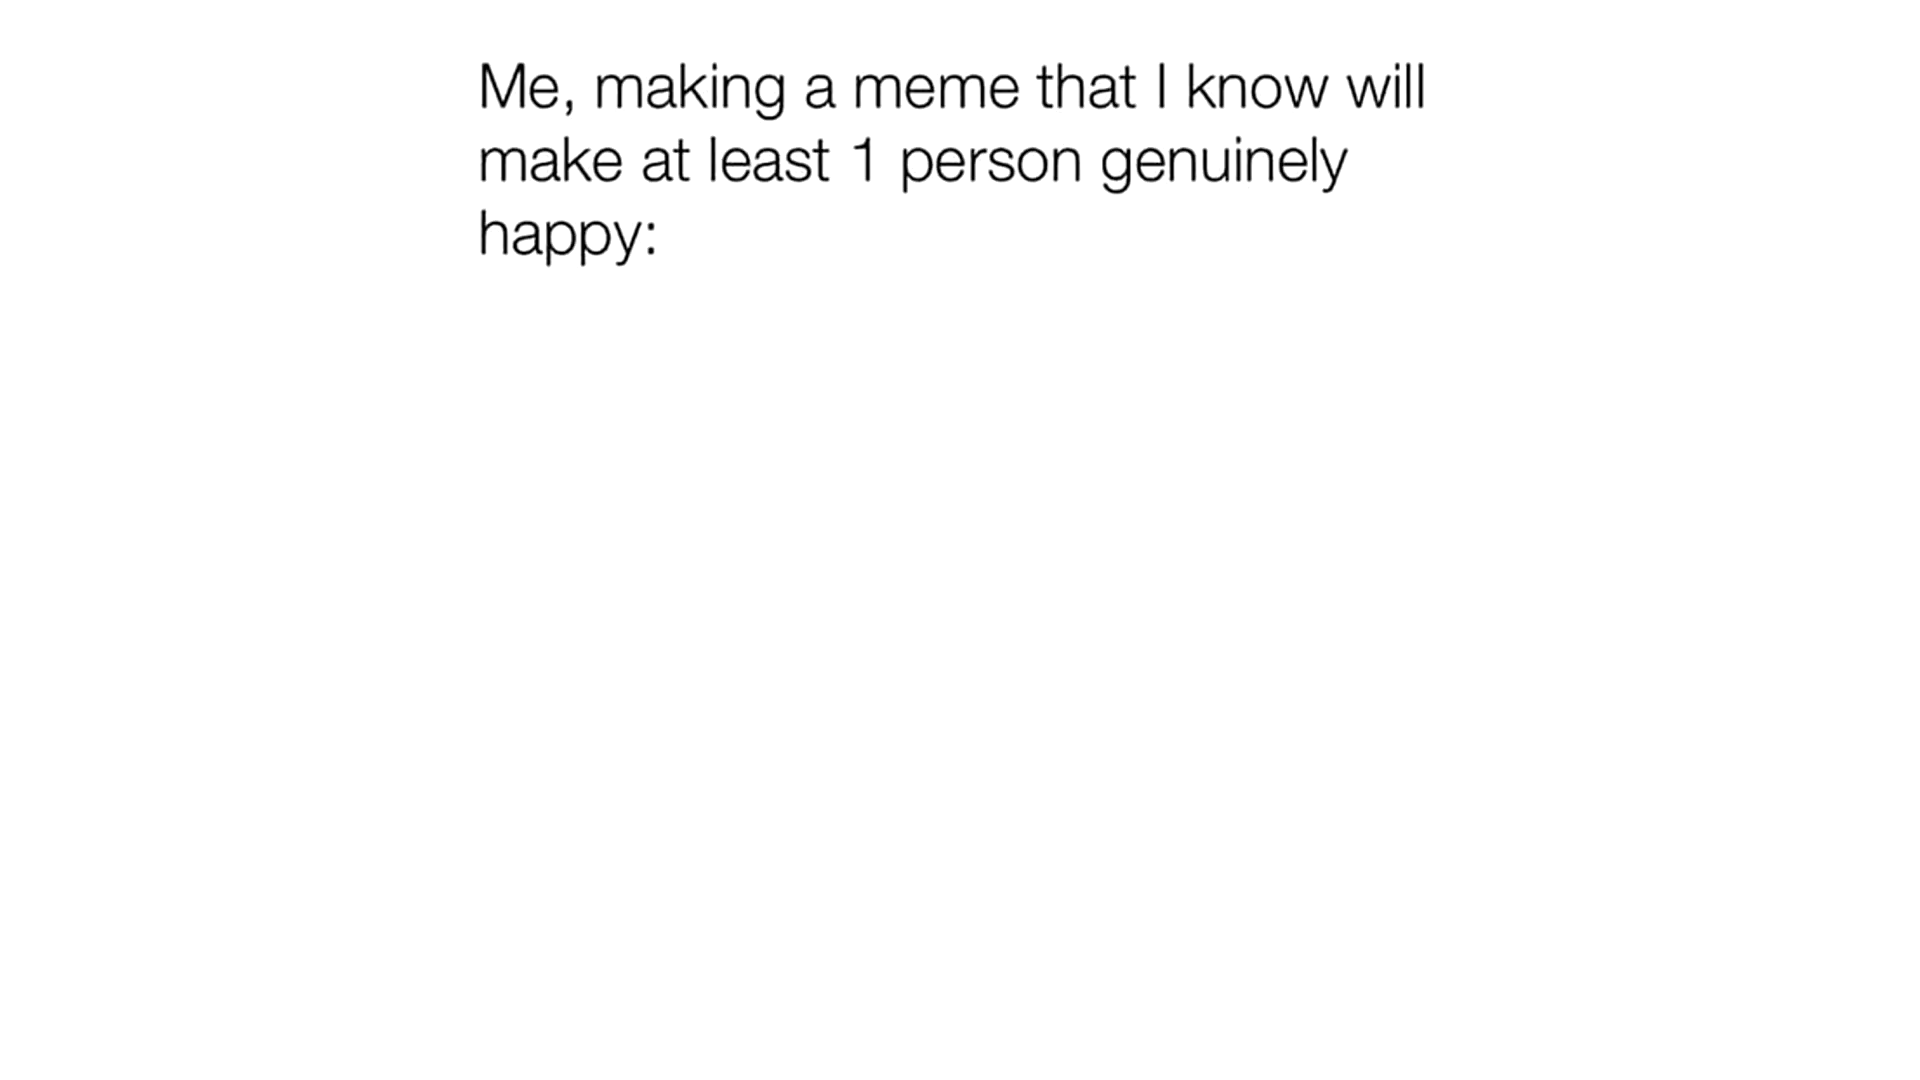 Me, making a meme that I know will
make at least 1 person genuinely
happy: